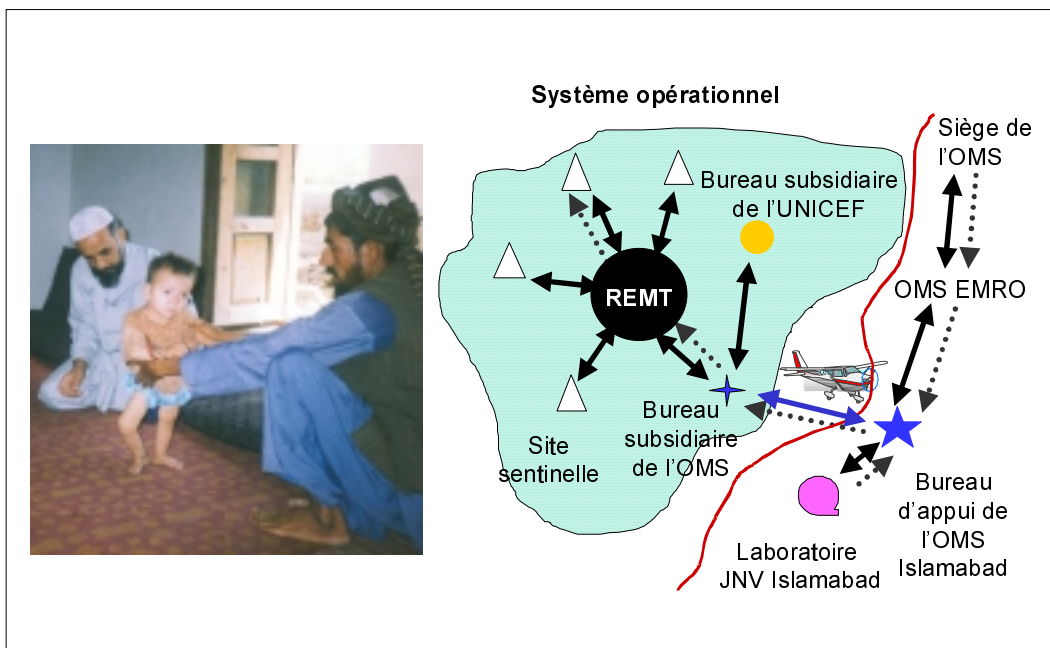 Système opérationnel
Siège de
l'OMS
Bureau subsidiaire
de l'UNICEF
REMT
OMS EMRO
Bureau
subsidiaire
de l'OMS
Site
sentinelle
Bureau
d'appui de
l'OMS
Islamabad
Laboratoire
JNV Islamabad